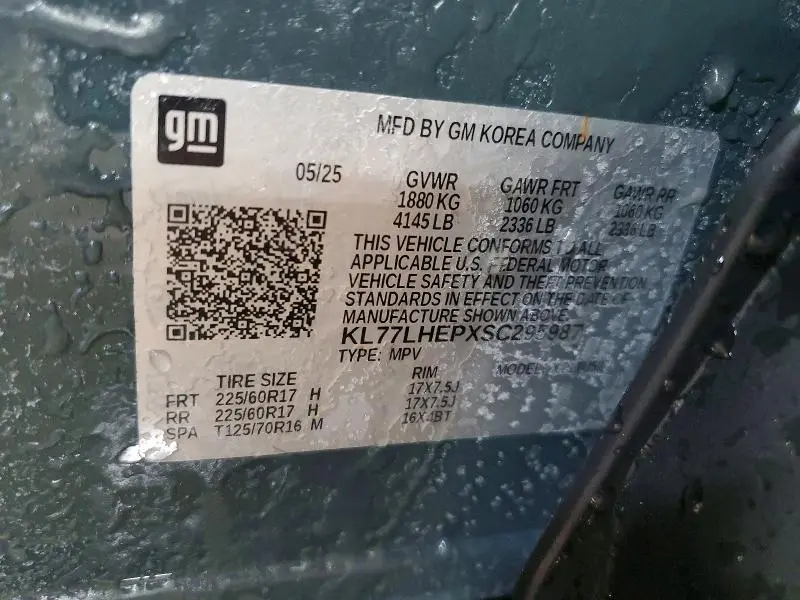 gm
MFD BY GM KOREA COMPANY
05/25
GVWR GAWR FRT GAWR RR
1880 KG 1060 KG 1060 KG
4145 LB 2336 LB 2336 LB
THIS VEHICLE CONFORMS TO ALL
APPLICABLE U.S. FEDERAL MOTOR
VEHICLE SAFETY AND THEFT PREVENTION
STANDARDS IN EFFECT ON THE DATE OF
MANUFACTURE SHOWN ABOVE.
KL77LHEPXSC295987
TYPE: MPV MODEL:
TIRE SIZE RIM
FRT 225/60R17 H 17X7.5J
RR 225/60R17 H 17X7.5J
SPA T125/70R16 M 16X4BT